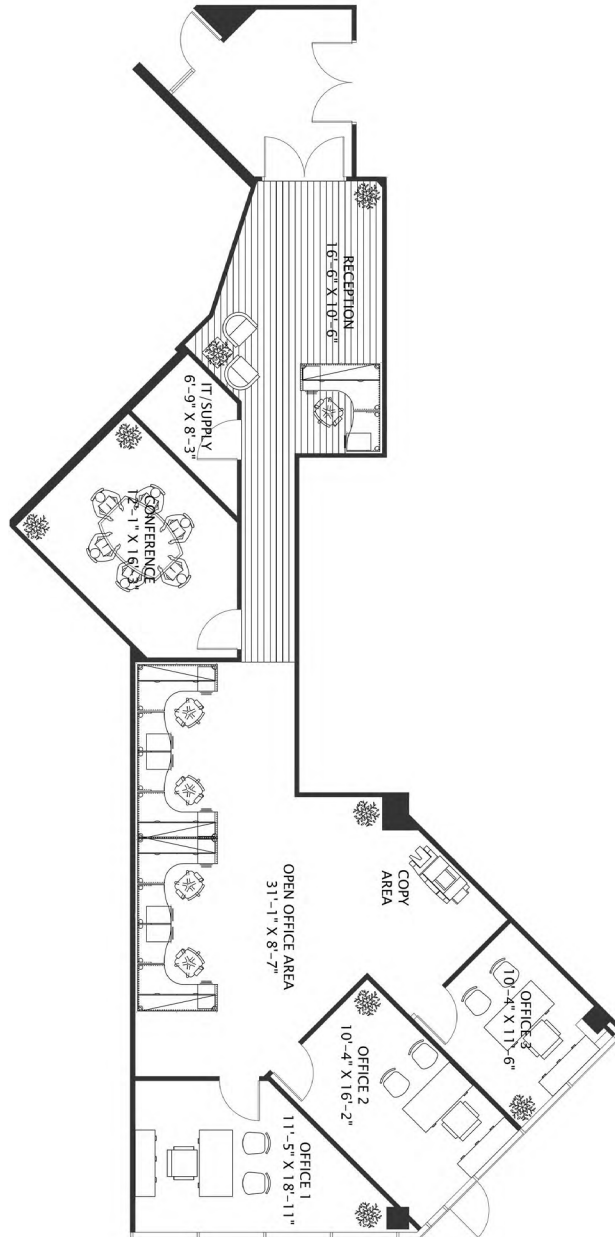 RECEPTION
16'-6" X 10'-6"
IT/SUPPLY
6'-9" X 8'-3"
CONFERENCE
12'-1" X 16'-3"
OPEN OFFICE AREA
31'-1" X 8'-7"
COPY
AREA
OFFICE 3
10'-4" X 11'-6"
OFFICE 2
10'-4" X 16'-2"
OFFICE 1
11'-5" X 18'-11"